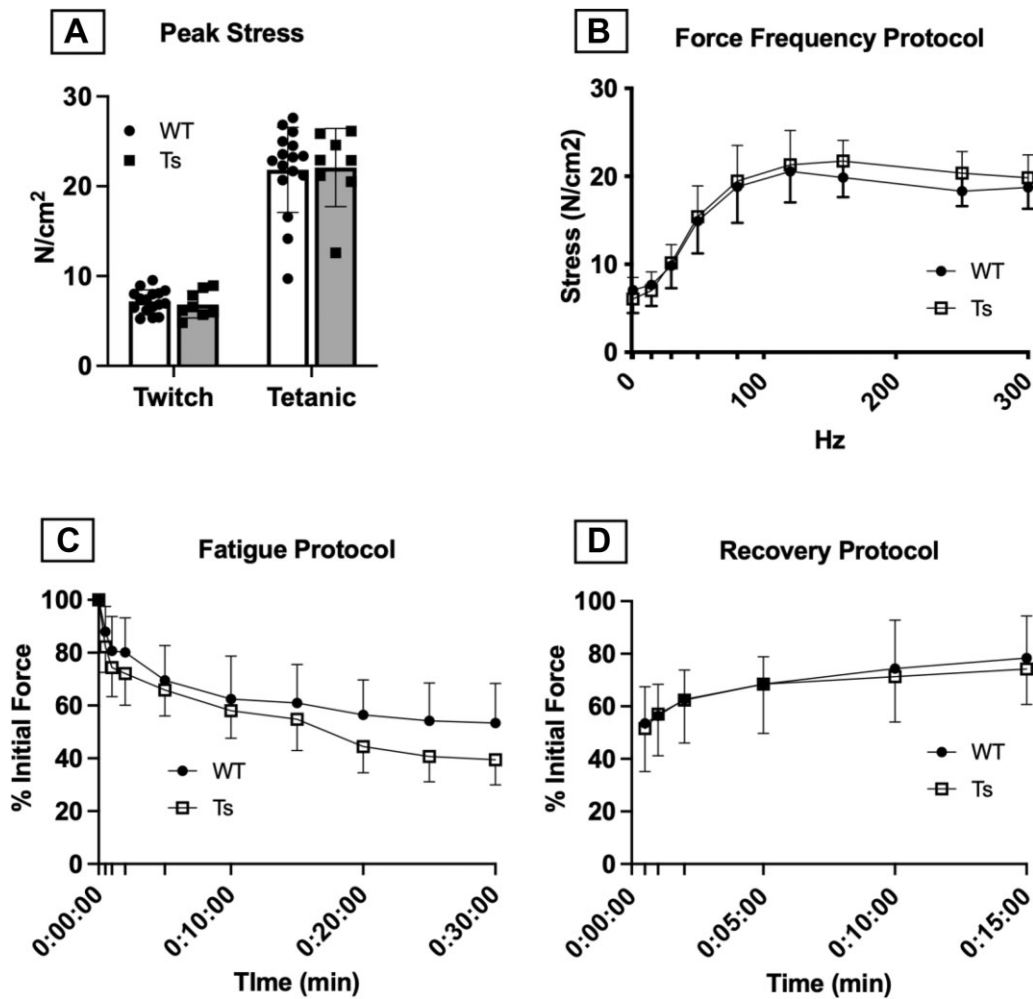 A Peak Stress
30
20
10
0
N/cm²
WT
Ts
Twitch Tetanic
B Force Frequency Protocol
30
20
10
0
Stress (N/cm2)
WT
Ts
0 100 200 300
Hz
C Fatigue Protocol
100
80
60
40
20
0
% Initial Force
WT
Ts
0:00:00 0:10:00 0:20:00 0:30:00
TIme (min)
D Recovery Protocol
100
80
60
40
20
0
% Initial Force
WT
Ts
0:00:00 0:05:00 0:10:00 0:15:00
Time (min)